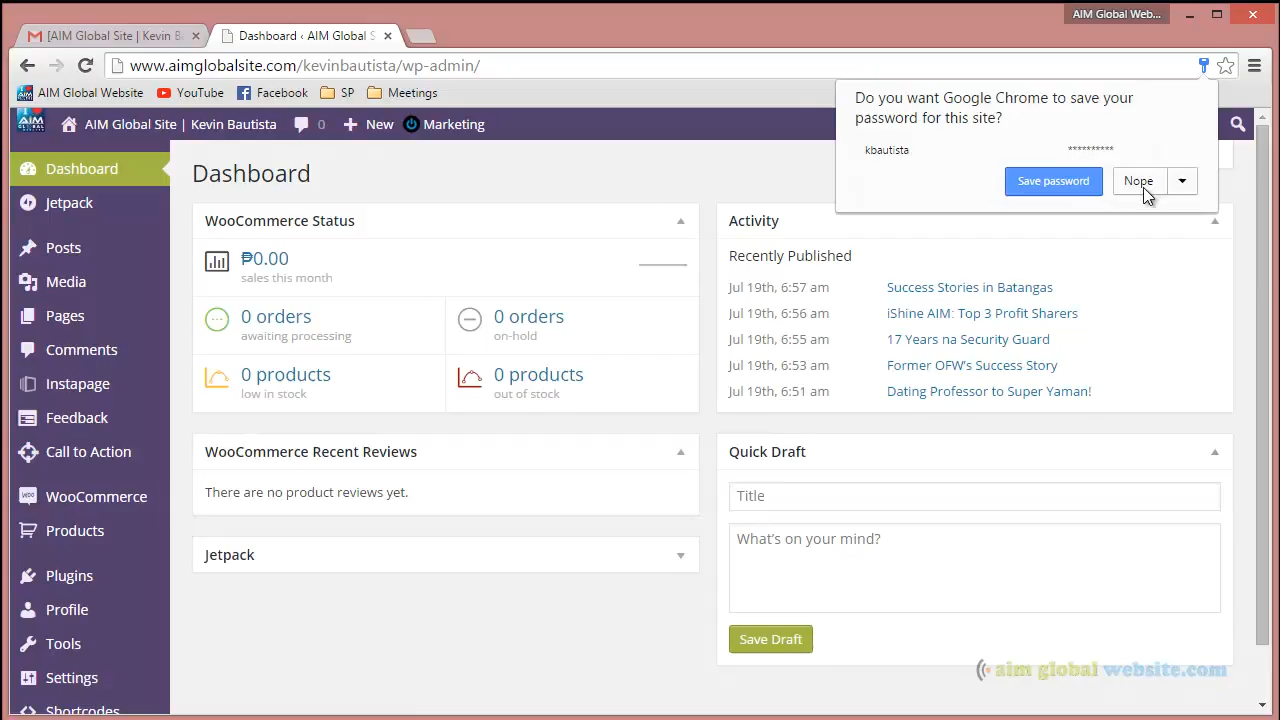 AIM Global Web...
[AIM Global Site | Kevin Ba
Dashboard ‹ AIM Global S
www.aimglobalsite.com/kevinbautista/wp-admin/
AIM Global Website
YouTube
Facebook
SP
Meetings
AIM Global Site | Kevin Bautista
0
New
Marketing
Do you want Google Chrome to save your
password for this site?
kbautista
**********
Save password
Nope
Dashboard
Jetpack
Posts
Media
Pages
Comments
Instapage
Feedback
Call to Action
WooCommerce
Products
Plugins
Profile
Tools
Settings
Shortcodes
Dashboard
WooCommerce Status
₱0.00
sales this month
0 orders
awaiting processing
0 orders
on-hold
0 products
low in stock
0 products
out of stock
WooCommerce Recent Reviews
There are no product reviews yet.
Jetpack
Activity
Recently Published
Jul 19th, 6:57 am Success Stories in Batangas
Jul 19th, 6:56 am iShine AIM: Top 3 Profit Sharers
Jul 19th, 6:55 am 17 Years na Security Guard
Jul 19th, 6:53 am Former OFW's Success Story
Jul 19th, 6:51 am Dating Professor to Super Yaman!
Quick Draft
Title
What's on your mind?
Save Draft
aim global website.com